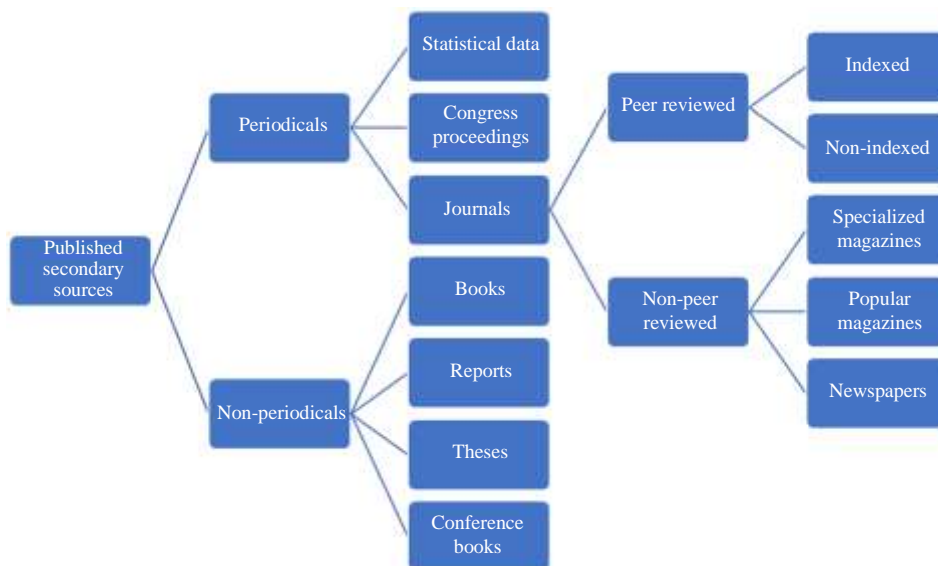 Published
secondary
sources
Periodicals
Non-periodicals
Statistical data
Congress
proceedings
Journals
Books
Reports
Theses
Conference
books
Peer reviewed
Non-peer
reviewed
Indexed
Non-indexed
Specialized
magazines
Popular
magazines
Newspapers